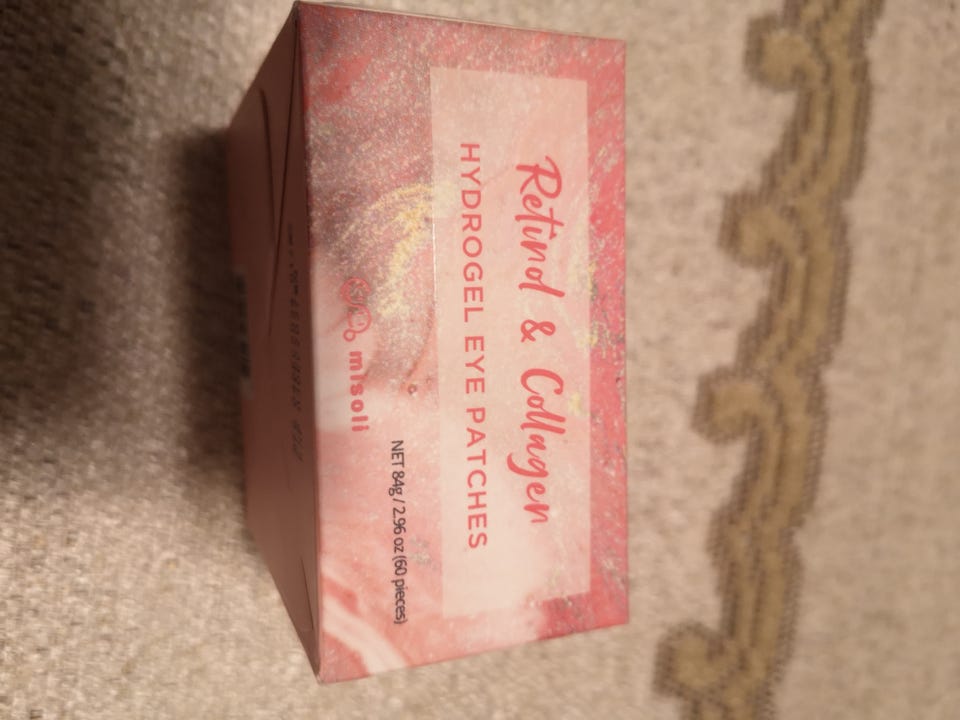 Retinol & Collagen
HYDROGEL EYE PATCHES
misoli
NET 84g / 2.96 oz (60 pieces)